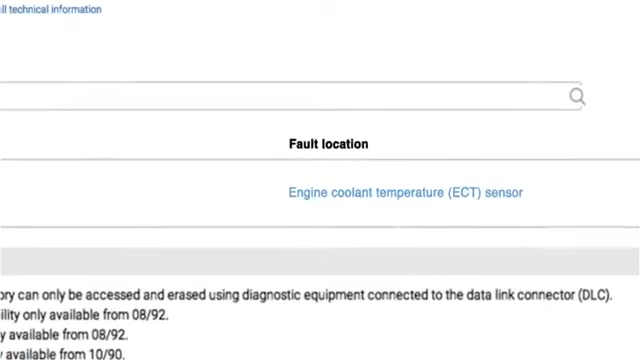 ll technical information
Fault location
Engine coolant temperature (ECT) sensor
ory can only be accessed and erased using diagnostic equipment connected to the data link connector (DLC).
ility only available from 08/92.
y available from 08/92.
y available from 10/90.